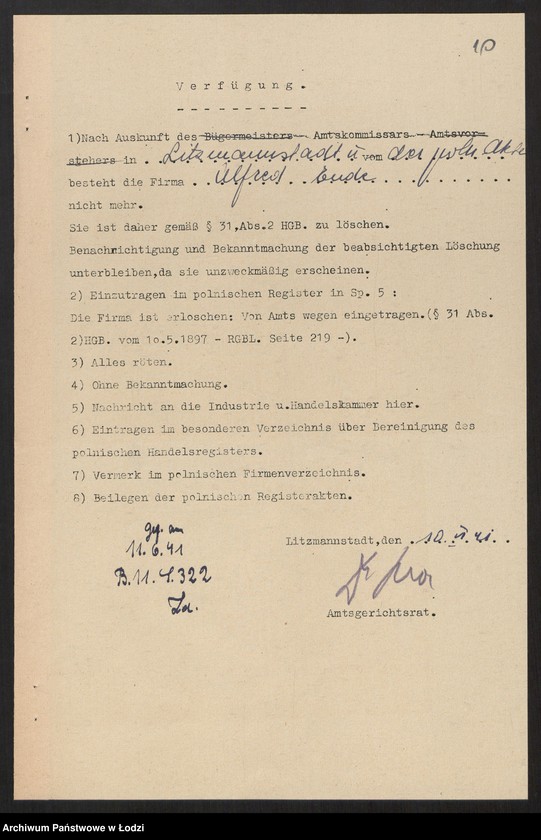 10
Verfügung.
1)Nach Auskunft des Bügermeisters - Amtskommissars - Amtsvor-
stehers in . . Litzmannstadt u vom der poln. Akte
besteht die Firma . . Alfred . . Ende . . . . . . . . .
nicht mehr.
Sie ist daher gemäß § 31,Abs.2 HGB. zu löschen.
Benachrichtigung und Bekanntmachung der beabsichtigten Löschung
unterbleiben,da sie unzweckmäßig erscheinen.
2) Einzutragen im polnischen Register in Sp. 5 :
Die Firma ist erloschen: Von Amts wegen eingetragen.(§ 31 Abs.
2)HGB. vom 1o.5.1897 - RGBL. Seite 219 -).
3) Alles röten.
4) Ohne Bekanntmachung.
5) Nachricht an die Industrie u.Handelskammer hier.
6) Eintragen im besonderen Verzeichnis über Bereinigung des
polnischen Handelsregisters.
7) Vermerk im polnischen Firmenverzeichnis.
8) Beilegen der polnischen Registerakten.
Litzmannstadt,den . 10. VI. 41. .
Amtsgerichtsrat.
ges. am
11.6.41
B.11.S.322
Archiwum Państwowe w Łodzi